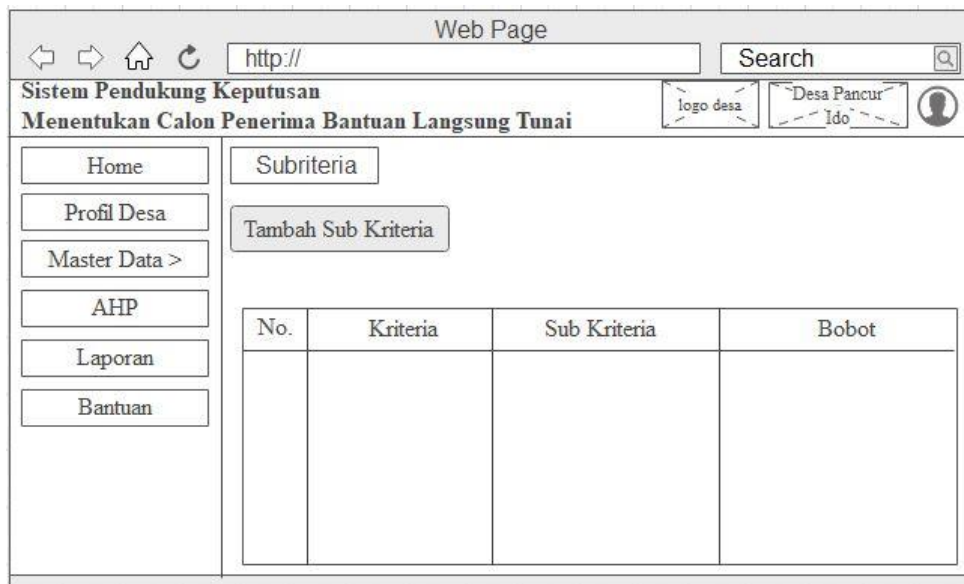 Web Page
http://
Search
Sistem Pendukung Keputusan
Menentukan Calon Penerima Bantuan Langsung Tunai
logo desa
Desa Pancur
Ido
Home
Profil Desa
Master Data >
AHP
Laporan
Bantuan
Subriteria
Tambah Sub Kriteria
No.
Kriteria
Sub Kriteria
Bobot